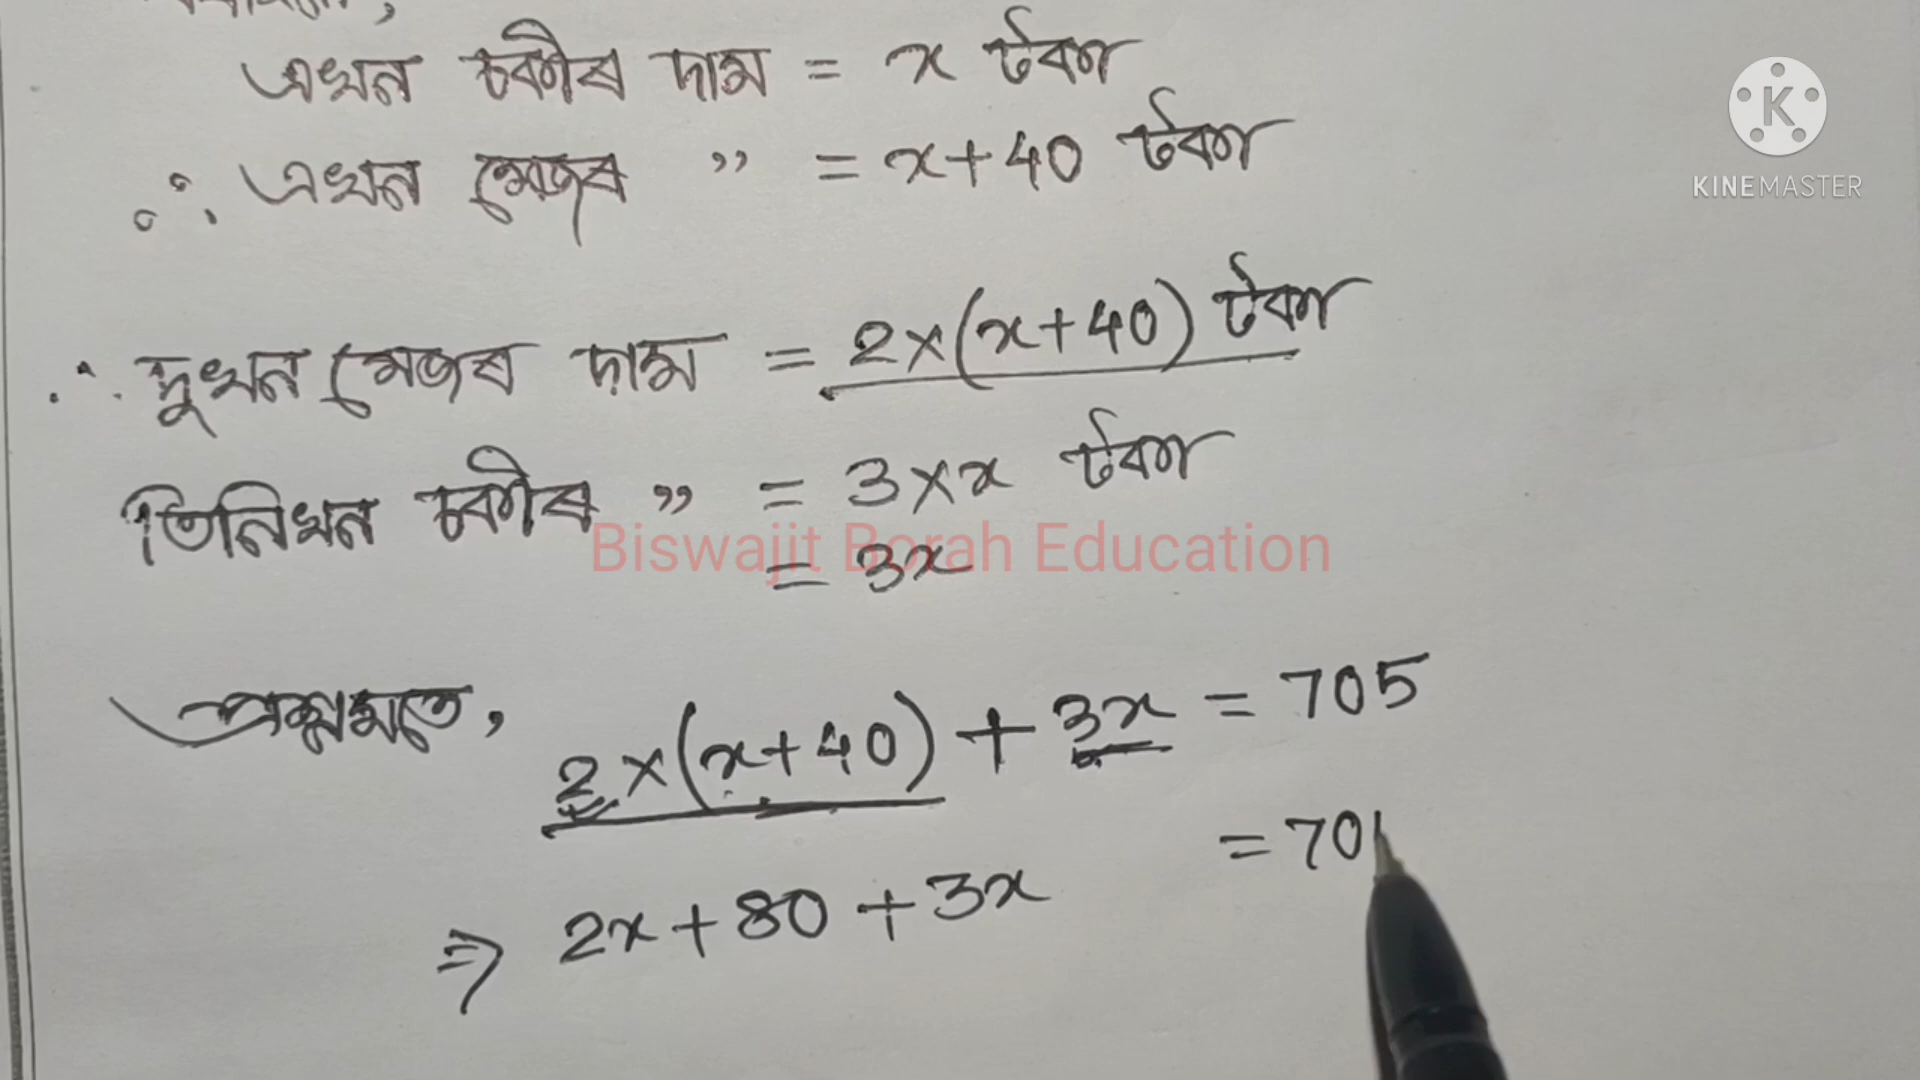 এখন চকীৰ দাম = x টকা
∴ এখন মেজৰ " = x+40 টকা
KINEMASTER
∴ দুখন মেজৰ দাম = 2×(x+40) টকা
তিনিখন চকীৰ " = 3×x টকা
Biswajit Borah Education
= 3x
প্ৰশ্নমতে, 2×(x+40) + 3x = 705
⇒ 2x+80+3x = 70